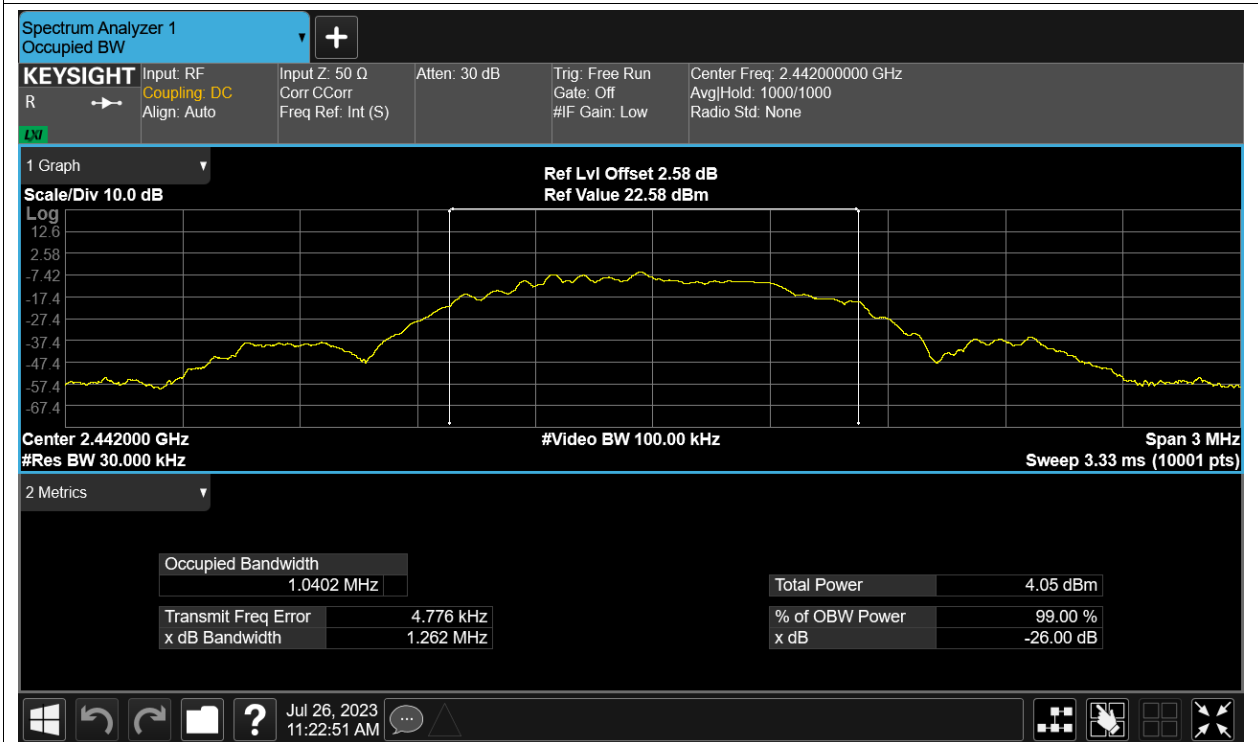 Spectrum Analyzer 1
Occupied BW
KEYSIGHT
R
LXI
Input: RF
Coupling: DC
Align: Auto
Input Z: 50 Ω
Corr CCorr
Freq Ref: Int (S)
Atten: 30 dB
Trig: Free Run
Gate: Off
#IF Gain: Low
Center Freq: 2.442000000 GHz
Avg|Hold: 1000/1000
Radio Std: None
1 Graph
Scale/Div 10.0 dB
Ref Lvl Offset 2.58 dB
Ref Value 22.58 dBm
Log
12.6
2.58
-7.42
-17.4
-27.4
-37.4
-47.4
-57.4
-67.4
Center 2.442000 GHz
#Res BW 30.000 kHz
#Video BW 100.00 kHz
Span 3 MHz
Sweep 3.33 ms (10001 pts)
2 Metrics
Occupied Bandwidth
1.0402 MHz
Transmit Freq Error 4.776 kHz
x dB Bandwidth 1.262 MHz
Total Power 4.05 dBm
% of OBW Power 99.00 %
x dB -26.00 dB
?
Jul 26, 2023
11:22:51 AM